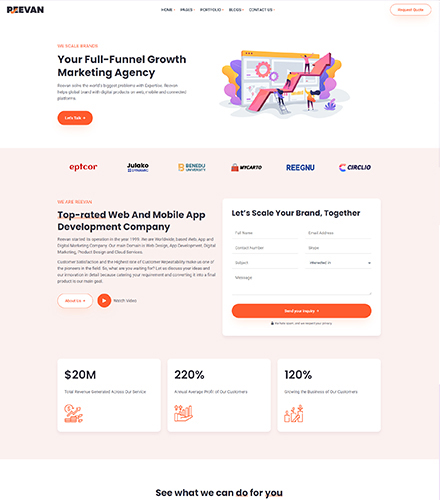 REEVAN
HOME PAGES PORTFOLIO BLOGS CONTACT US
Request Quote
WE SCALE BRANDS
Your Full-Funnel Growth
Marketing Agency
Reevan solve the world's biggest problems with Expertise. Reevan
helps global brand with digital products on web, mobile and connected
platforms.
Let's Talk
eptcor
Julako
DYNAMIC
BENEDU
UNIVERSITY
MYCARTO
REEGNU
CIRCLIO
WE ARE REEVAN
Top-rated Web And Mobile App
Development Company
Reevan started its operation in the year 1999. We are Worldwide, based Web, App and
Digital Marketing Company. Our main Domain is Web Design, App Development, Digital
Marketing, Product Design and Cloud Services.
Customer Satisfaction and the Highest rate of Customer Repeatability make us one of
the pioneers in the field. So, what are you waiting for? Let us discuss your ideas and
our innovation in detail because catering your requirement and converting it into a final
product is our main goal.
About Us
Watch Video
Let's Scale Your Brand, Together
Full Name
Email Address
Contact Number
Skype
Subject
Interested In
Message
Send your Inquiry
We hate spam, and we respect your privacy.
$20M
Total Revenue Generated Across Our Service
220%
Annual Average Profit of Our Customers
120%
Growing the Business of Our Customers
See what we can do for you